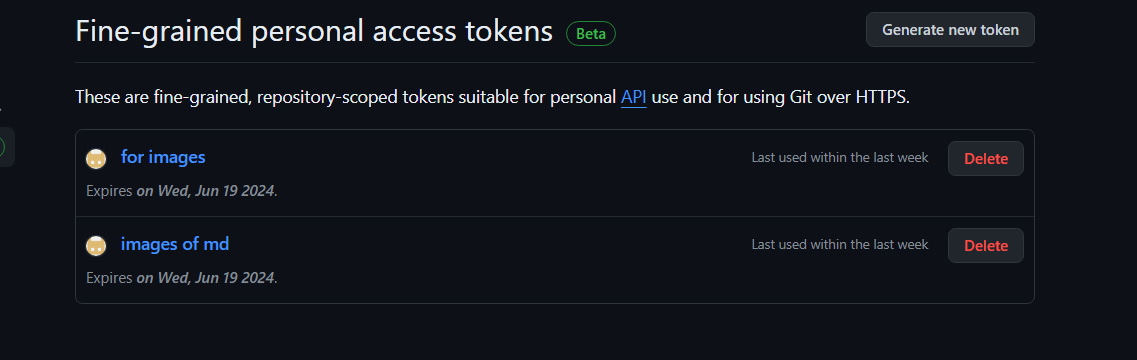 Fine-grained personal access tokens Beta Generate new token
These are fine-grained, repository-scoped tokens suitable for personal API use and for using Git over HTTPS.
for images Last used within the last week Delete
Expires on Wed, Jun 19 2024.
images of md Last used within the last week Delete
Expires on Wed, Jun 19 2024.